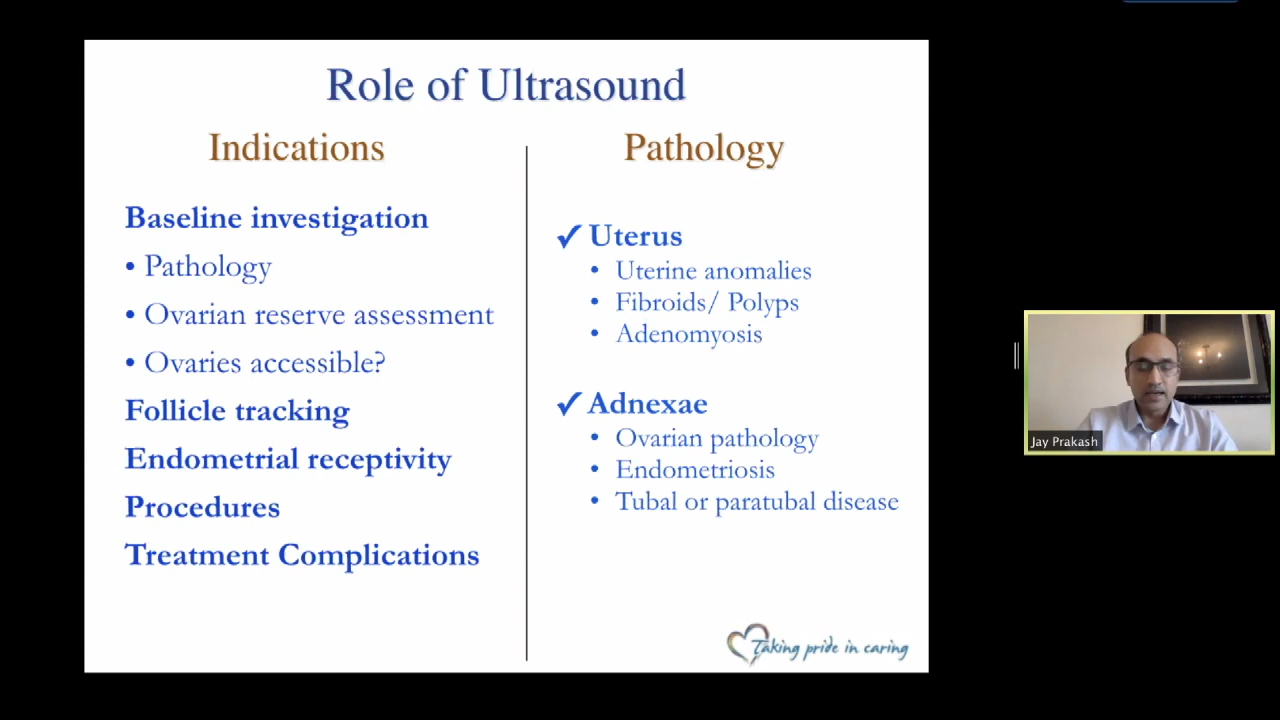 Role of Ultrasound
Indications
Baseline investigation
• Pathology
• Ovarian reserve assessment
• Ovaries accessible?
Follicle tracking
Endometrial receptivity
Procedures
Treatment Complications
Pathology
✓ Uterus
• Uterine anomalies
• Fibroids/ Polyps
• Adenomyosis
✓ Adnexae
• Ovarian pathology
• Endometriosis
• Tubal or paratubal disease
Taking pride in caring
Jay Prakash